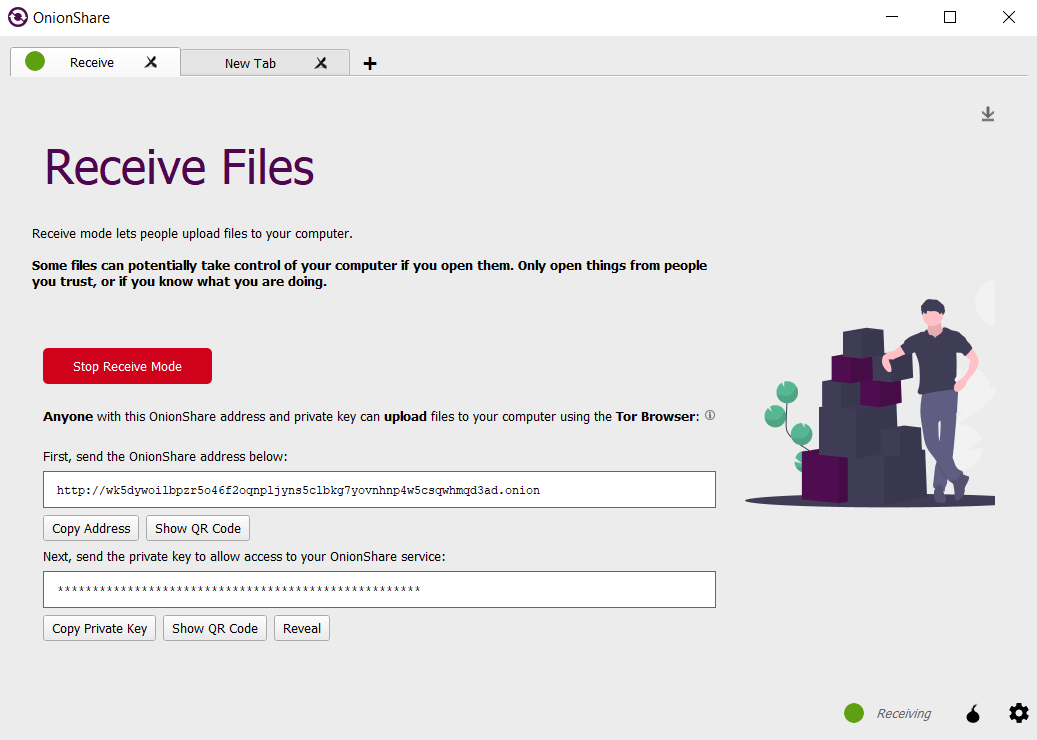 OnionShare
Receive
New Tab
Receive Files
Receive mode lets people upload files to your computer.
Some files can potentially take control of your computer if you open them. Only open things from people
you trust, or if you know what you are doing.
Stop Receive Mode
Anyone with this OnionShare address and private key can upload files to your computer using the Tor Browser:
First, send the OnionShare address below:
http://wk5dywoilbpzr5o46f2oqnpljyns5clbkg7yovnhnp4w5csqwhmqd3ad.onion
Copy Address Show QR Code
Next, send the private key to allow access to your OnionShare service:
****************************************************
Copy Private Key Show QR Code Reveal
Receiving